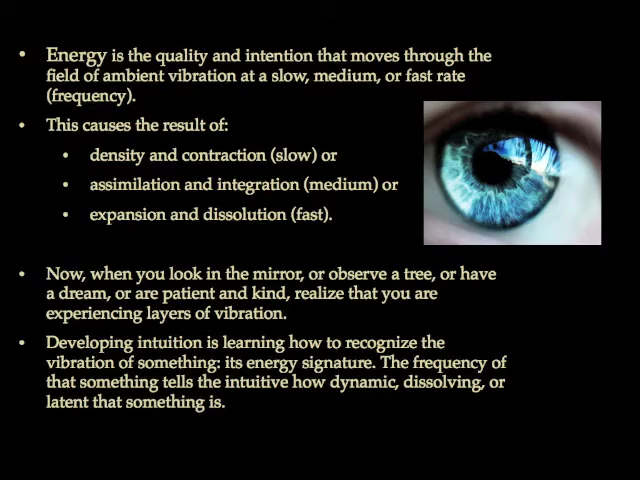 • Energy is the quality and intention that moves through the
field of ambient vibration at a slow, medium, or fast rate
(frequency).
• This causes the result of:
• density and contraction (slow) or
• assimilation and integration (medium) or
• expansion and dissolution (fast).
• Now, when you look in the mirror, or observe a tree, or have
a dream, or are patient and kind, realize that you are
experiencing layers of vibration.
• Developing intuition is learning how to recognize the
vibration of something: its energy signature. The frequency of
that something tells the intuitive how dynamic, dissolving, or
latent that something is.